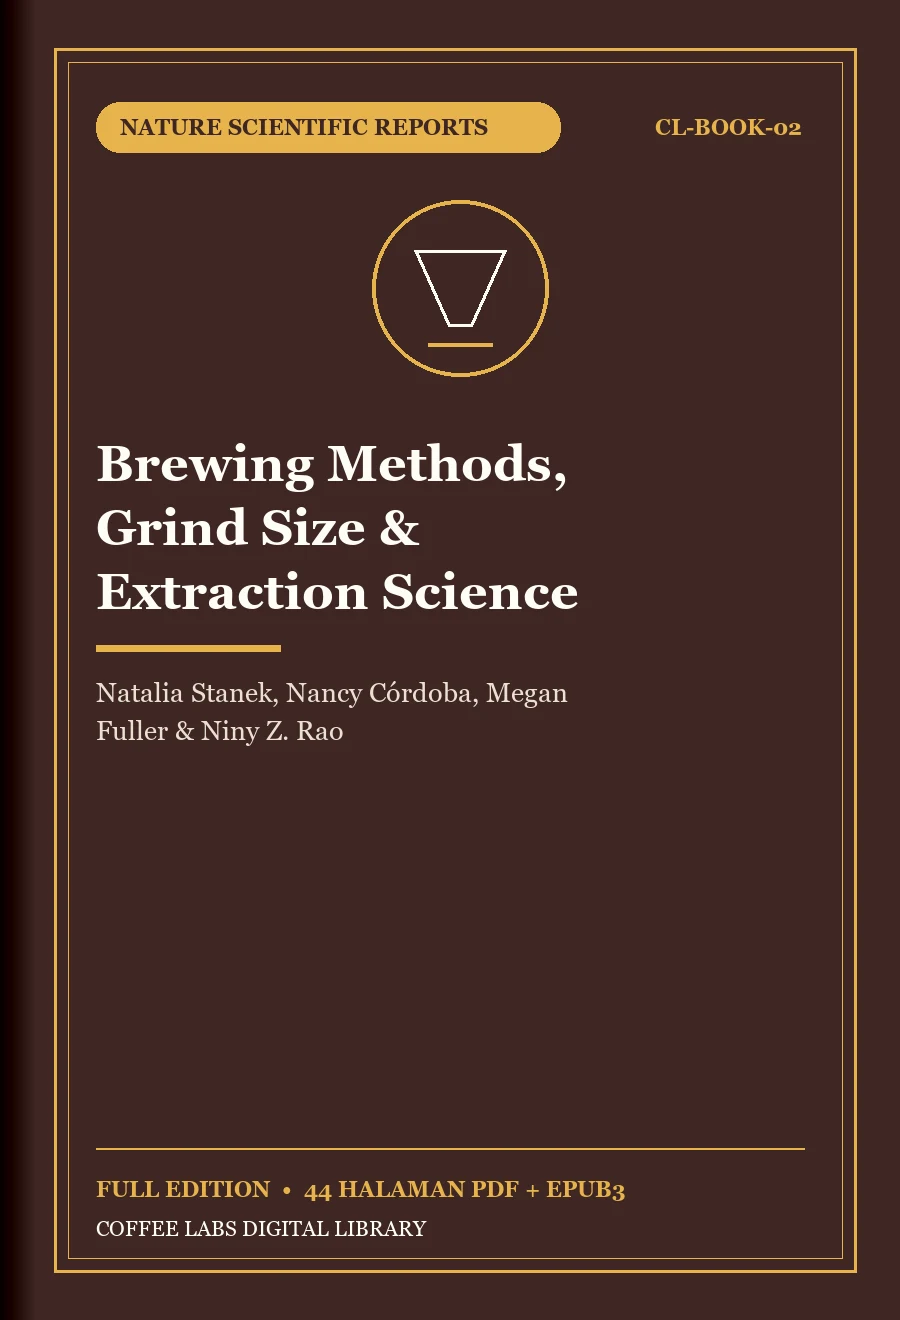 NATURE SCIENTIFIC REPORTS
CL-BOOK-02
Brewing Methods,
Grind Size &
Extraction Science
Natalia Stanek, Nancy Córdoba, Megan
Fuller & Niny Z. Rao
FULL EDITION • 44 HALAMAN PDF + EPUB3
COFFEE LABS DIGITAL LIBRARY